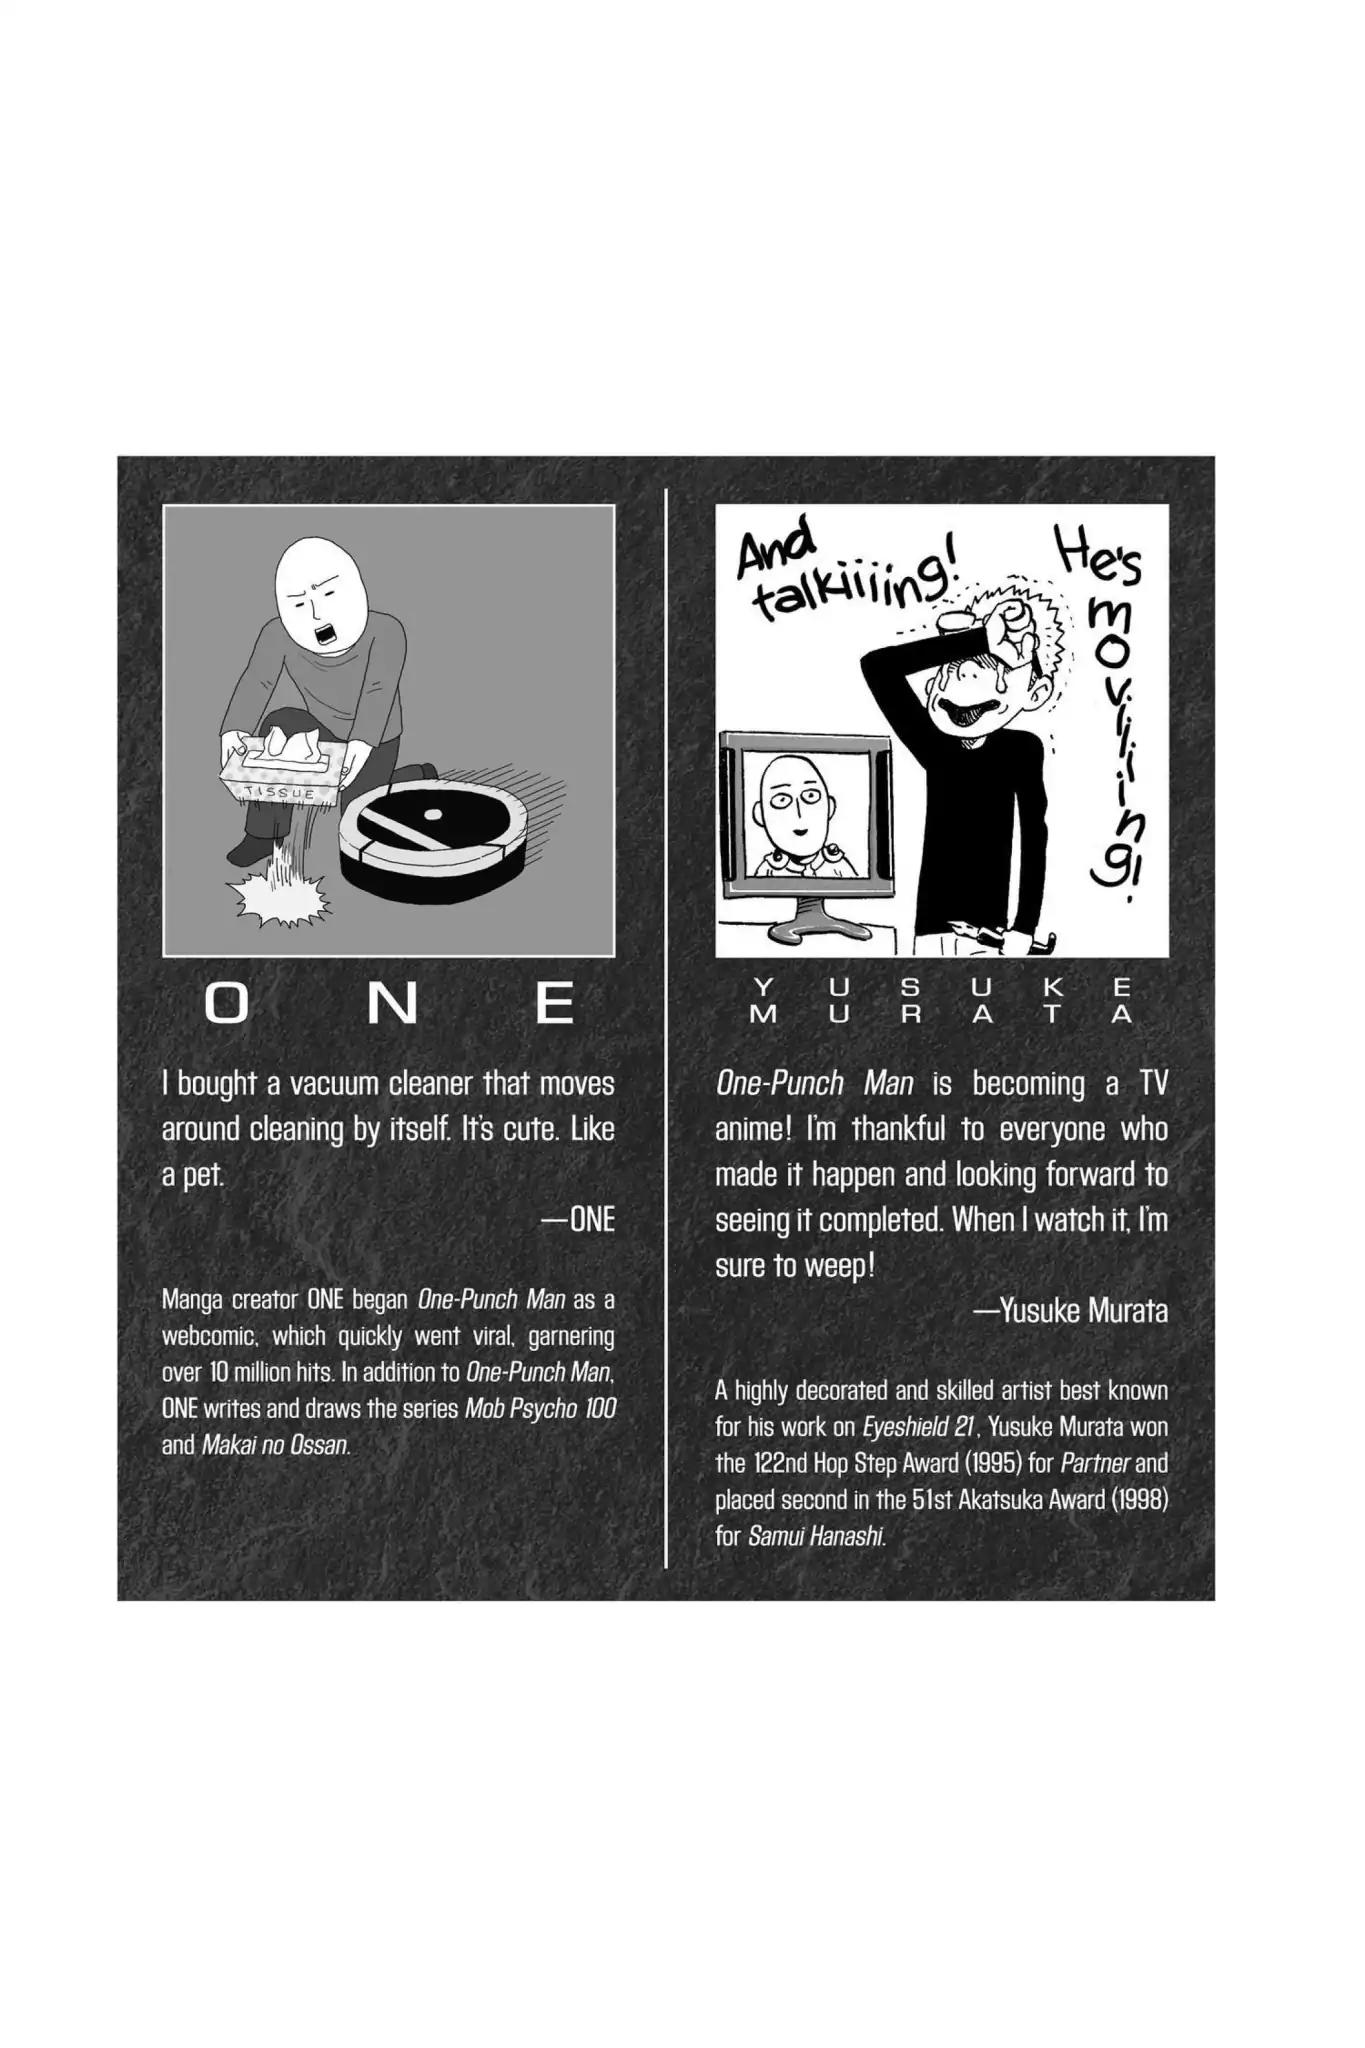 TISSUE
O N E
I bought a vacuum cleaner that moves
around cleaning by itself. It's cute. Like
a pet.
—ONE
Manga creator ONE began One-Punch Man as a
webcomic, which quickly went viral, garnering
over 10 million hits. In addition to One-Punch Man,
ONE writes and draws the series Mob Psycho 100
and Makai no Ossan.
He's
moviiing!
And
talkiiiing!
YUSUKE
MURATA
One-Punch Man is becoming a TV
anime! I'm thankful to everyone who
made it happen and looking forward to
seeing it completed. When I watch it, I'm
sure to weep!
—Yusuke Murata
A highly decorated and skilled artist best known
for his work on Eyeshield 21, Yusuke Murata won
the 122nd Hop Step Award (1995) for Partner and
placed second in the 51st Akatsuka Award (1998)
for Samui Hanashi.